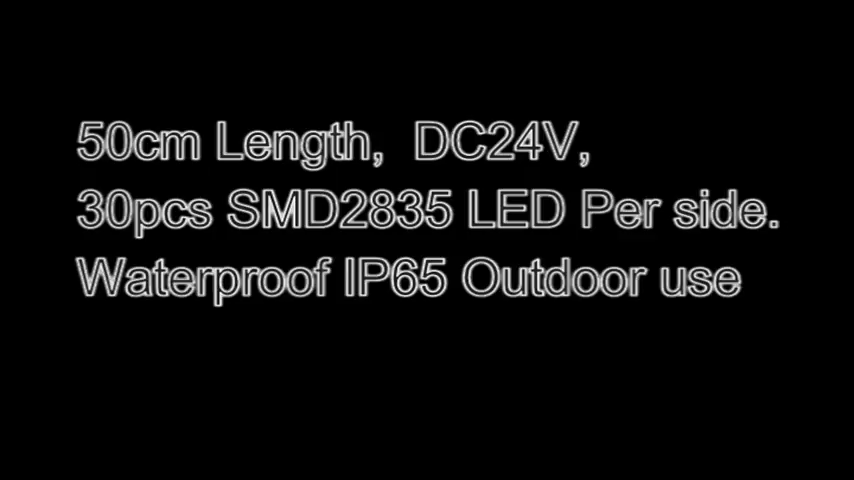 50cm Length,  DC24V,
30pcs SMD2835 LED Per side.
Waterproof IP65 Outdoor use